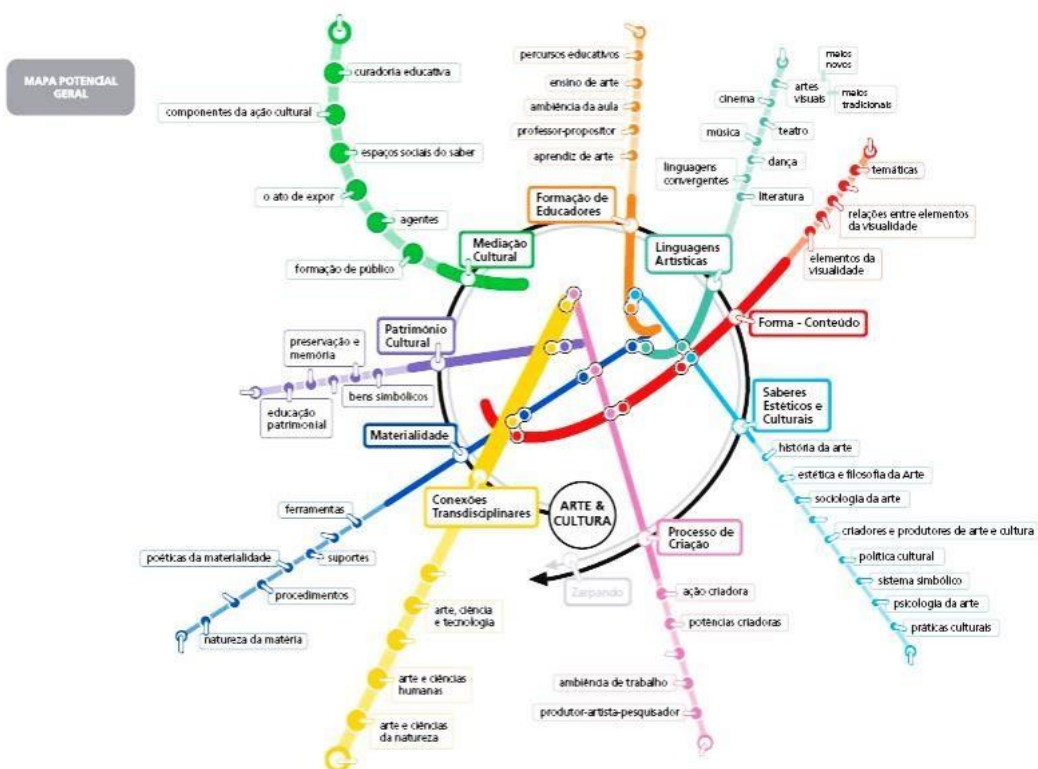 MAPA POTENCIAL
GERAL
curadoria educativa
componentes da ação cultural
espaços sociais do saber
o ato de expor
agentes
formação de público
Mediação
Cultural
percursos educativos
ensino de arte
ambiência da aula
professor-propositor
aprendiz de arte
Formação de
Educadores
meios
novos
artes
visuais
meios
tradicionais
cinema
teatro
música
dança
linguagens
convergentes
literatura
Linguagens
Artísticas
temáticas
relações entre elementos
da visualidade
elementos da
visualidade
Forma - Conteúdo
Patrimônio
Cultural
preservação e
memória
bens simbólicos
educação
patrimonial
Materialidade
ferramentas
poéticas da materialidade
suportes
procedimentos
natureza da matéria
Conexões
Transdisciplinares
arte, ciência
e tecnologia
arte e ciências
humanas
arte e ciências
da natureza
ARTE &
CULTURA
Zarpando
Processo de
Criação
ação criadora
potências criadoras
ambiência de trabalho
produtor-artista-pesquisador
Saberes
Estéticos e
Culturais
história da arte
estética e filosofia da Arte
sociologia da arte
criadores e produtores de arte e cultura
política cultural
sistema simbólico
psicologia da arte
práticas culturais